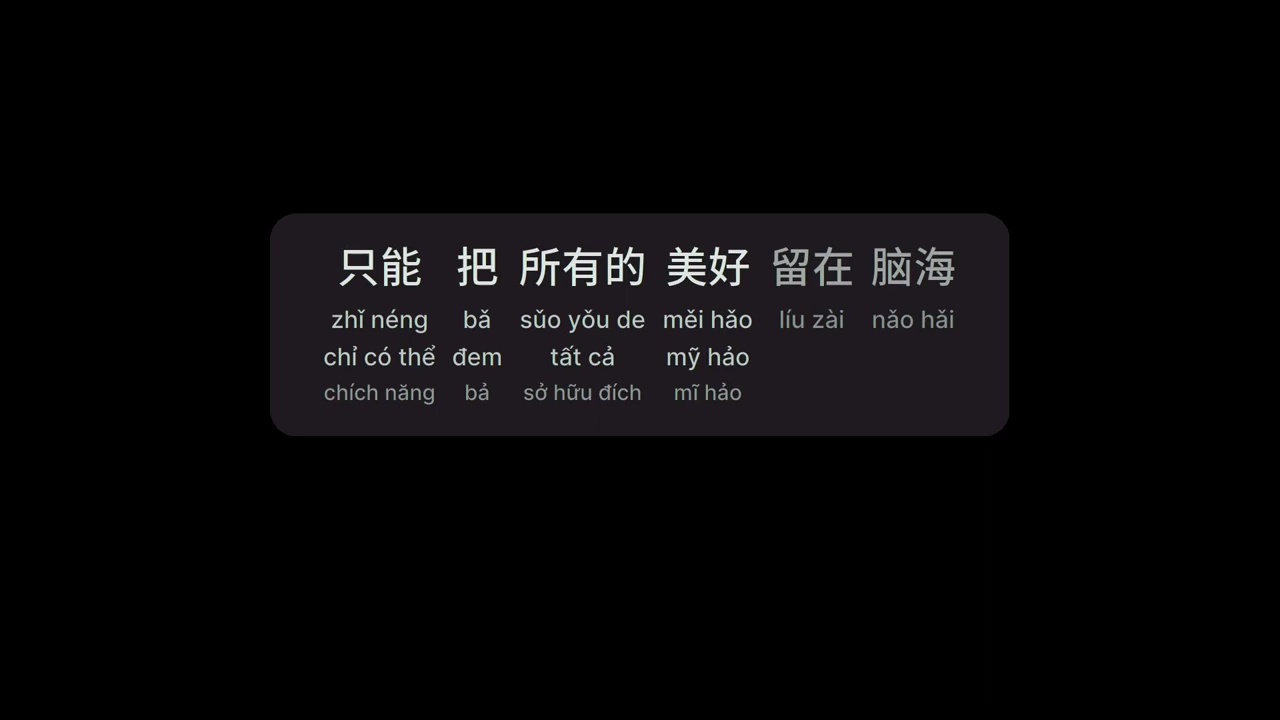 只能 把 所有的 美好 留在 脑海
zhǐ néng bǎ sǔo yǒu de měi hǎo líu zài nǎo hǎi
chỉ có thể đem tất cả mỹ hảo
chích năng bả sở hữu đích mĩ hảo